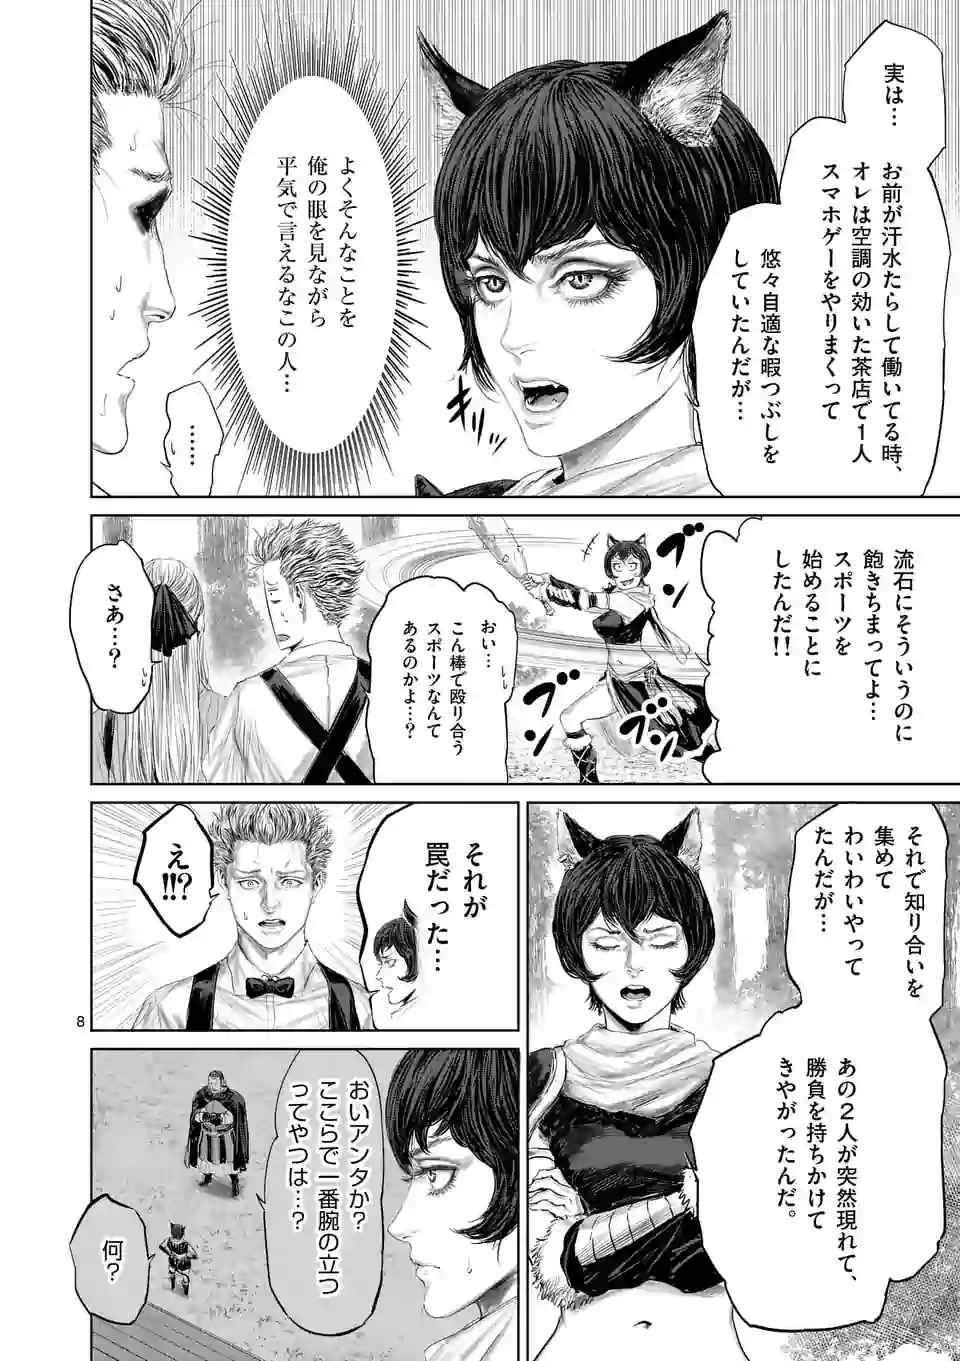 実は…
お前が汗水たらして働いてる時、
オレは空調の効いた茶店で1人
スマホゲーをやりまくって
悠々自適な暇つぶしを
していたんだが…
よくそんなことを
俺の眼を見ながら
平気で言えるなこの人…
……
流石にそういうのに
飽きちまってよ…
スポーツを
始めることに
したんだ!!
ブン
ブン
ブン
おい…
こん棒で殴り合う
スポーツなんて
あるのかよ…?
さあ…?
それで知り合いを
集めて
わいわいやって
たんだが…
あの2人が突然現れて、
勝負を持ちかけて
きやがったんだ。
それが
罠だった…
え!!?
おいアンタか?
ここらで一番腕の立つ
ってやつは…?
何?
8